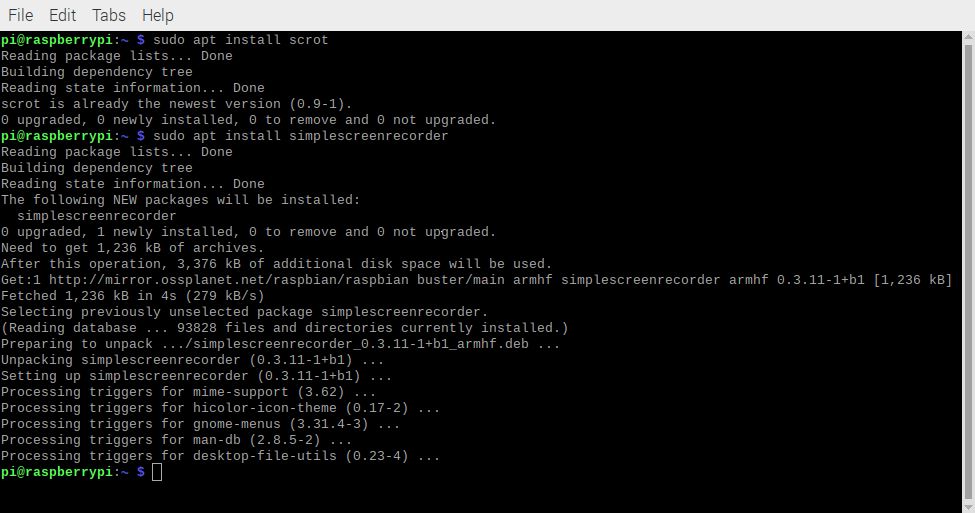 File Edit Tabs Help
pi@raspberrypi:~ $ sudo apt install scrot
Reading package lists... Done
Building dependency tree
Reading state information... Done
scrot is already the newest version (0.9-1).
0 upgraded, 0 newly installed, 0 to remove and 0 not upgraded.
pi@raspberrypi:~ $ sudo apt install simplescreenrecorder
Reading package lists... Done
Building dependency tree
Reading state information... Done
The following NEW packages will be installed:
  simplescreenrecorder
0 upgraded, 1 newly installed, 0 to remove and 0 not upgraded.
Need to get 1,236 kB of archives.
After this operation, 3,376 kB of additional disk space will be used.
Get:1 http://mirror.ossplanet.net/raspbian/raspbian buster/main armhf simplescreenrecorder armhf 0.3.11-1+b1 [1,236 kB]
Fetched 1,236 kB in 4s (279 kB/s)
Selecting previously unselected package simplescreenrecorder.
(Reading database ... 93828 files and directories currently installed.)
Preparing to unpack .../simplescreenrecorder_0.3.11-1+b1_armhf.deb ...
Unpacking simplescreenrecorder (0.3.11-1+b1) ...
Setting up simplescreenrecorder (0.3.11-1+b1) ...
Processing triggers for mime-support (3.62) ...
Processing triggers for hicolor-icon-theme (0.17-2) ...
Processing triggers for gnome-menus (3.31.4-3) ...
Processing triggers for man-db (2.8.5-2) ...
Processing triggers for desktop-file-utils (0.23-4) ...
pi@raspberrypi:~ $